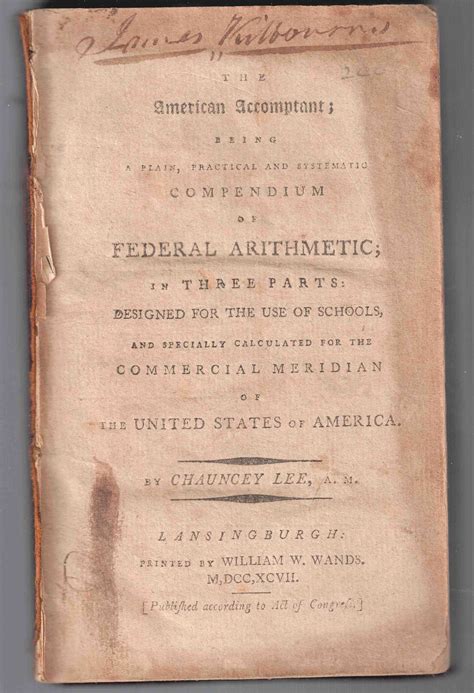 James Kilbourne
200
THE
American Accomptant;
BEING
A PLAIN, PRACTICAL AND SYSTEMATIC
COMPENDIUM
OF
FEDERAL ARITHMETIC;
IN THREE PARTS:
DESIGNED FOR THE USE OF SCHOOLS,
AND SPECIALLY CALCULATED FOR THE
COMMERCIAL MERIDIAN
OF
THE UNITED STATES OF AMERICA.
BY CHAUNCEY LEE, A. M.
LANSINGBURGH:
PRINTED BY WILLIAM W. WANDS.
M,DCC,XCVII.
[Publiſhed according to Act of Congreſs.]